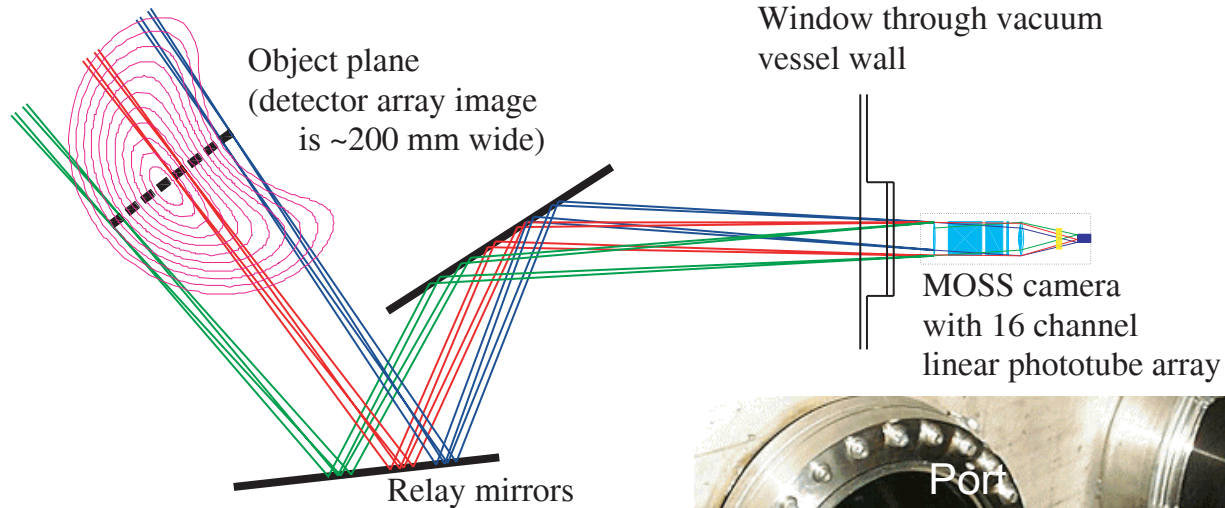 Object plane
(detector array image
is ~200 mm wide)
Window through vacuum
vessel wall
MOSS camera
with 16 channel
linear phototube array
Relay mirrors
Port